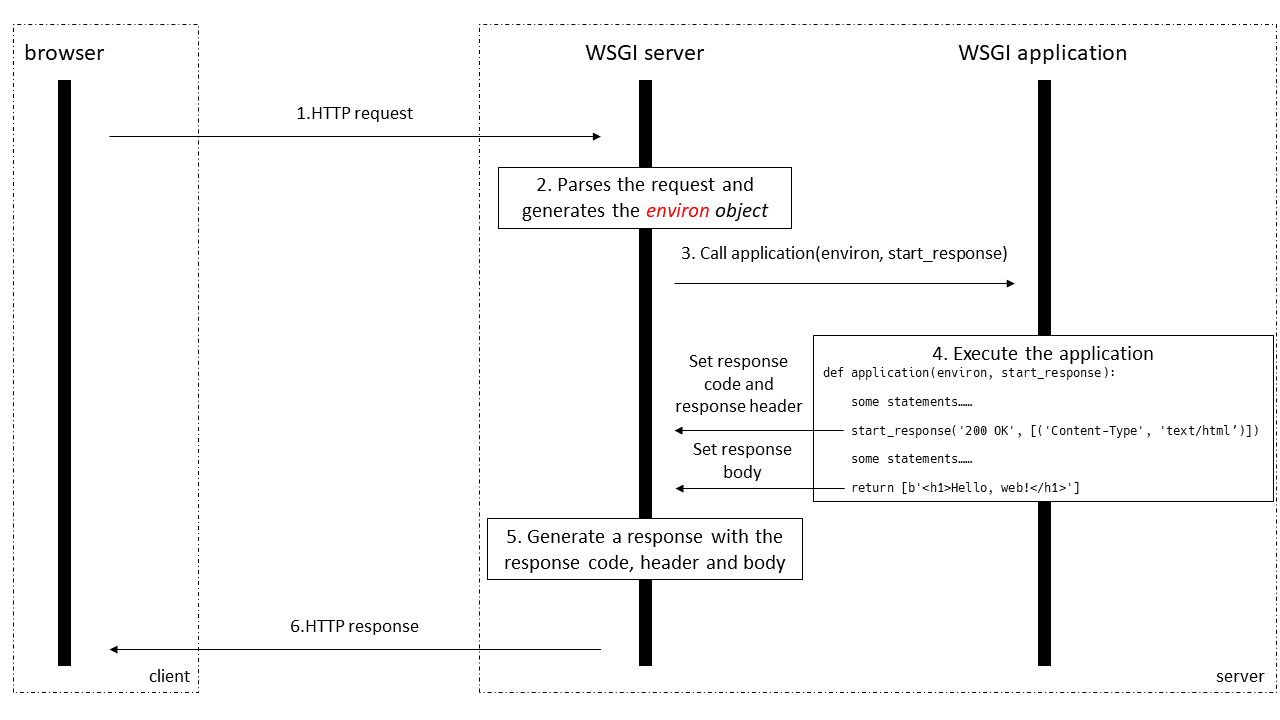 browser
WSGI server
WSGI application
1.HTTP request
2. Parses the request and
generates the environ object
3. Call application(environ, start_response)
4. Execute the application
def application(environ, start_response):
some statements……
Set response
code and
response header
start_response('200 OK', [('Content-Type', 'text/html’)])
some statements……
Set response
body
return [b'<h1>Hello, web!</h1>']
5. Generate a response with the
response code, header and body
6.HTTP response
client
server